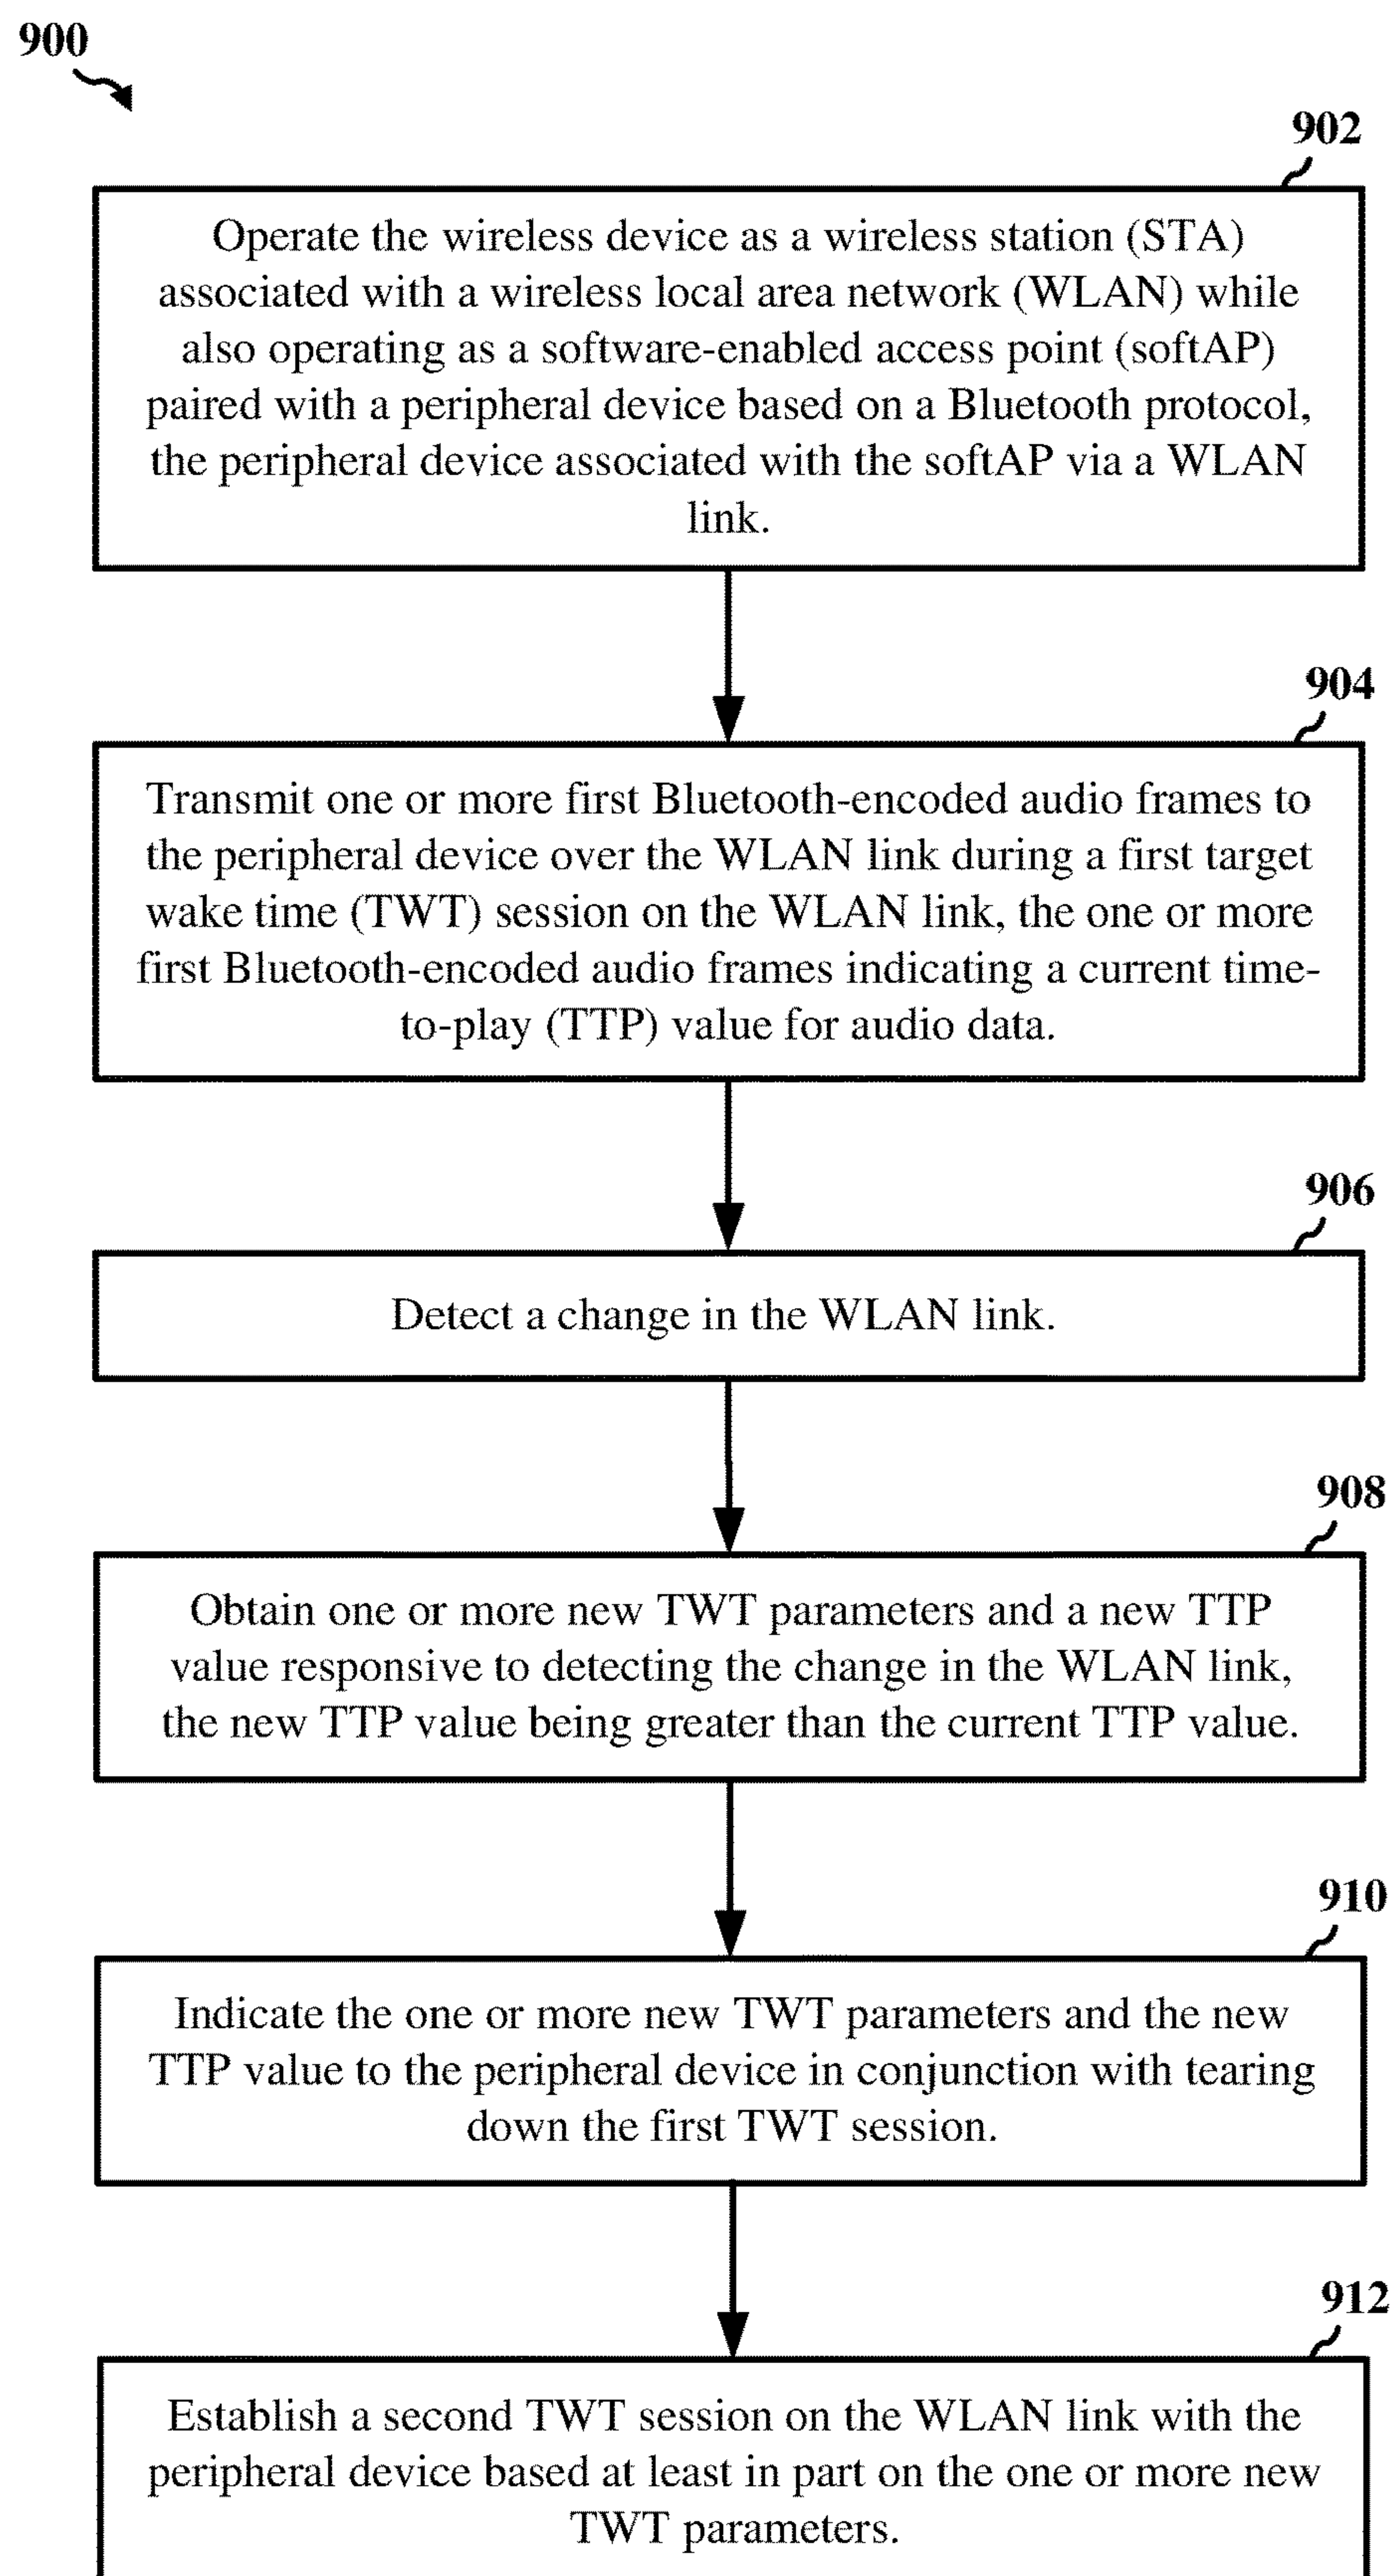 900
902
Operate the wireless device as a wireless station (STA)
associated with a wireless local area network (WLAN) while
also operating as a software-enabled access point (softAP)
paired with a peripheral device based on a Bluetooth protocol,
the peripheral device associated with the softAP via a WLAN
link.
904
Transmit one or more first Bluetooth-encoded audio frames to
the peripheral device over the WLAN link during a first target
wake time (TWT) session on the WLAN link, the one or more
first Bluetooth-encoded audio frames indicating a current time-
to-play (TTP) value for audio data.
906
Detect a change in the WLAN link.
908
Obtain one or more new TWT parameters and a new TTP
value responsive to detecting the change in the WLAN link,
the new TTP value being greater than the current TTP value.
910
Indicate the one or more new TWT parameters and the new
TTP value to the peripheral device in conjunction with tearing
down the first TWT session.
912
Establish a second TWT session on the WLAN link with the
peripheral device based at least in part on the one or more new
TWT parameters.